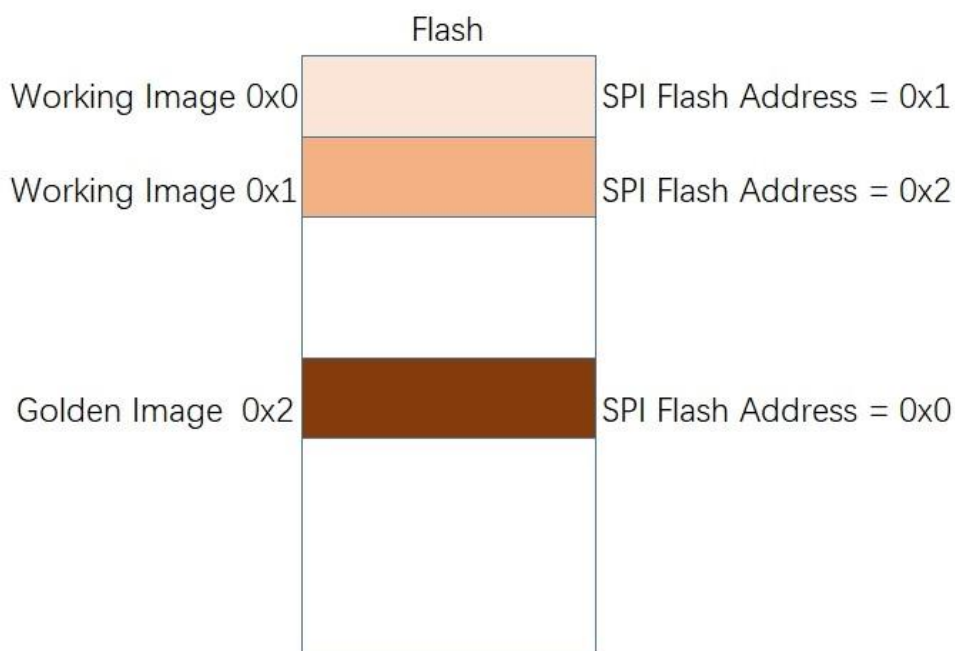 Flash
Working Image 0x0 SPI Flash Address = 0x1
Working Image 0x1 SPI Flash Address = 0x2
Golden Image 0x2 SPI Flash Address = 0x0